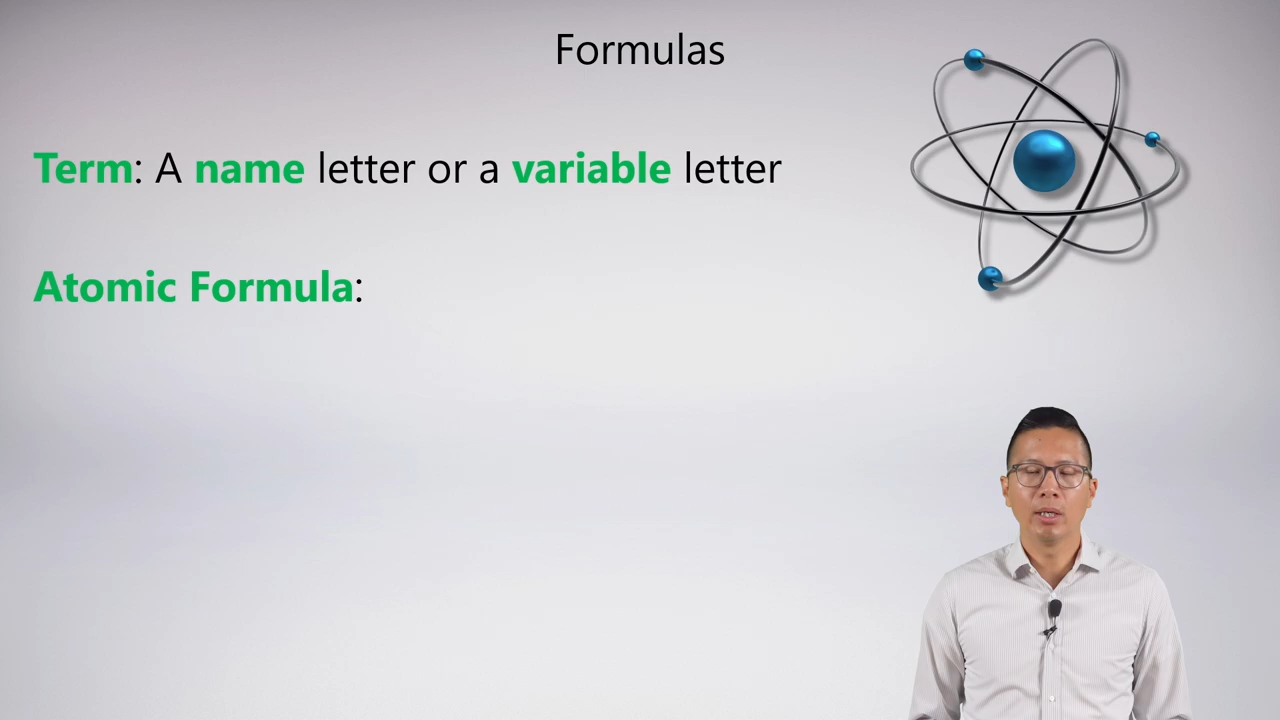 Formulas
Term: A name letter or a variable letter
Atomic Formula: